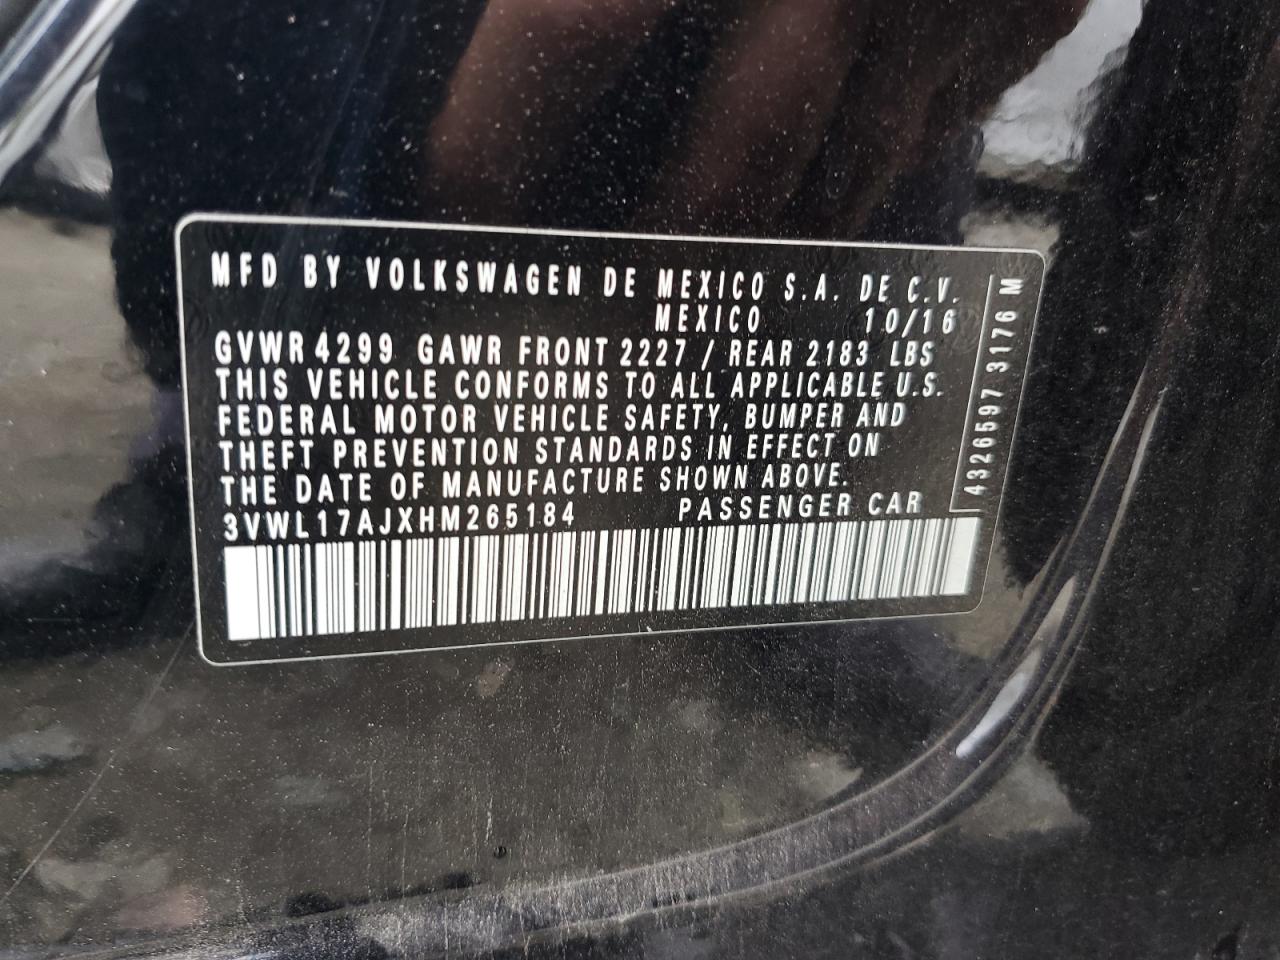 MFD BY VOLKSWAGEN DE MEXICO S.A. DE C.V.
MEXICO 10/16
GVWR 4299 GAWR FRONT 2227 / REAR 2183 LBS
THIS VEHICLE CONFORMS TO ALL APPLICABLE U.S.
FEDERAL MOTOR VEHICLE SAFETY, BUMPER AND
THEFT PREVENTION STANDARDS IN EFFECT ON
THE DATE OF MANUFACTURE SHOWN ABOVE.
3VWL17AJXHM265184 PASSENGER CAR
4326597 3176 M